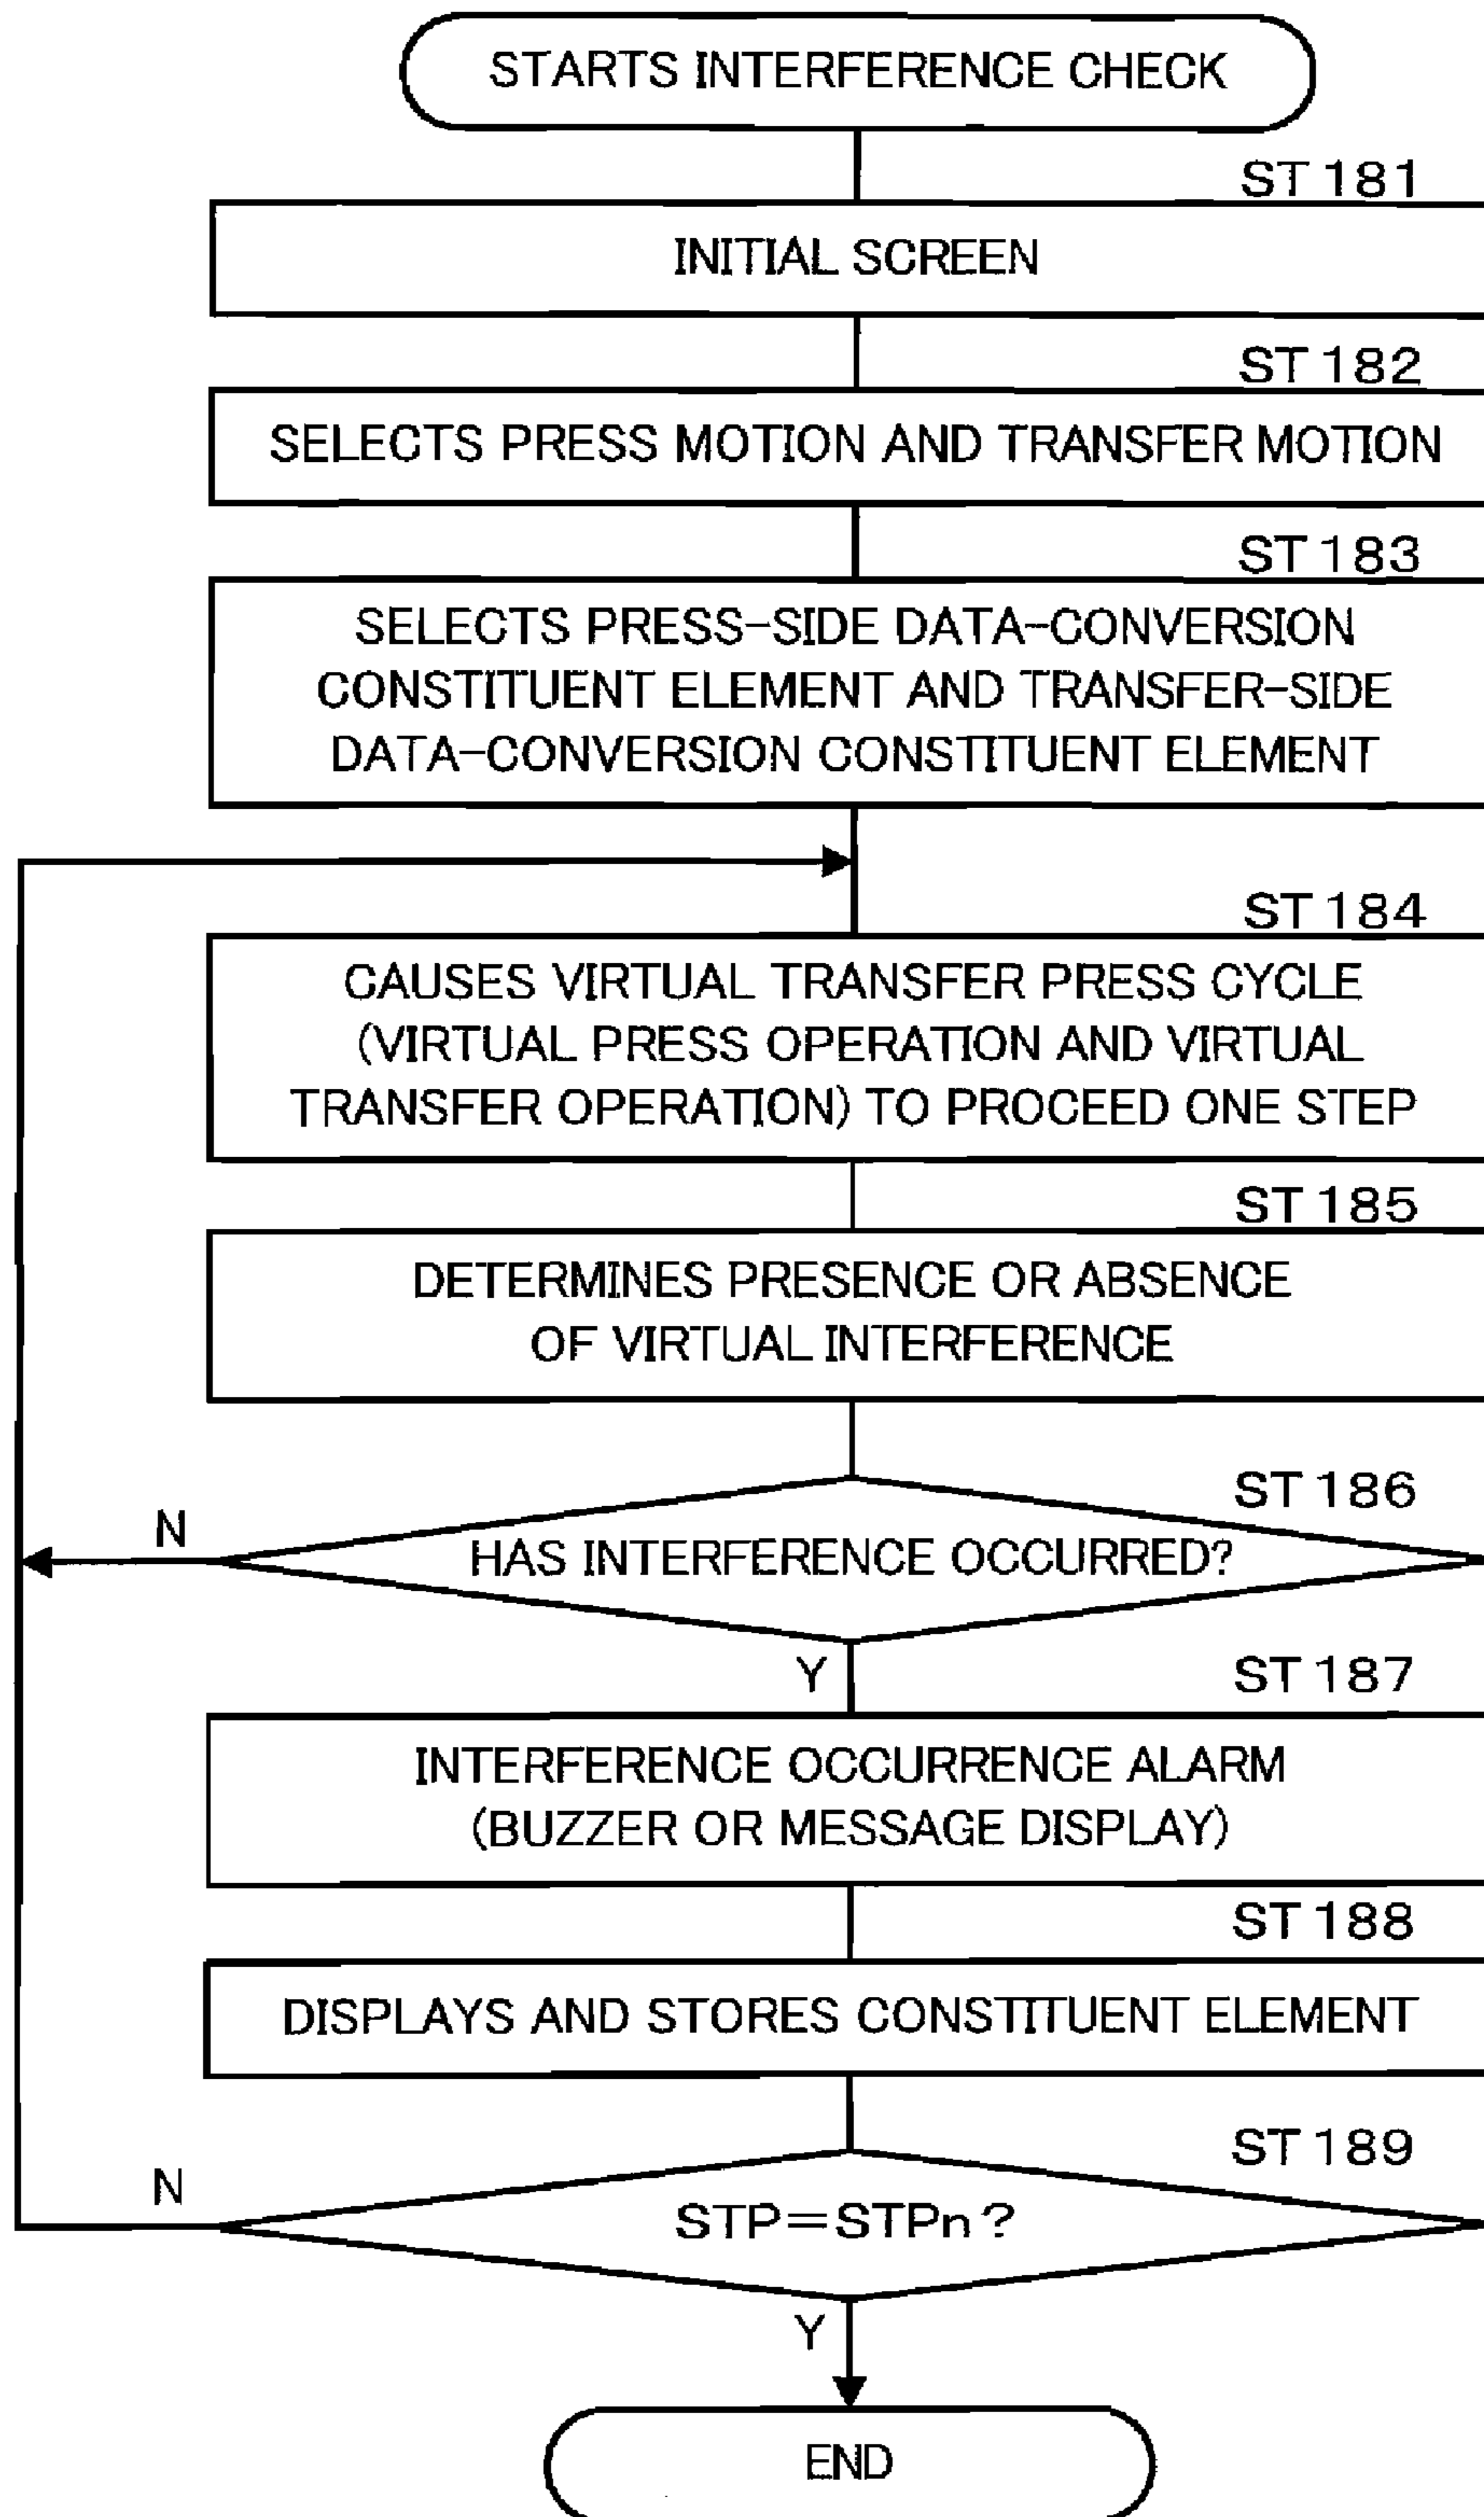 STARTS INTERFERENCE CHECK
ST 181
INITIAL SCREEN
ST 182
SELECTS PRESS MOTION AND TRANSFER MOTION
ST 183
SELECTS PRESS-SIDE DATA-CONVERSION
CONSTITUENT ELEMENT AND TRANSFER-SIDE
DATA-CONVERSION CONSTITUENT ELEMENT
ST 184
CAUSES VIRTUAL TRANSFER PRESS CYCLE
(VIRTUAL PRESS OPERATION AND VIRTUAL
TRANSFER OPERATION) TO PROCEED ONE STEP
ST 185
DETERMINES PRESENCE OR ABSENCE
OF VIRTUAL INTERFERENCE
ST 186
N
HAS INTERFERENCE OCCURRED?
Y
ST 187
INTERFERENCE OCCURRENCE ALARM
(BUZZER OR MESSAGE DISPLAY)
ST 188
DISPLAYS AND STORES CONSTITUENT ELEMENT
ST 189
N
STP=STPn ?
Y
END